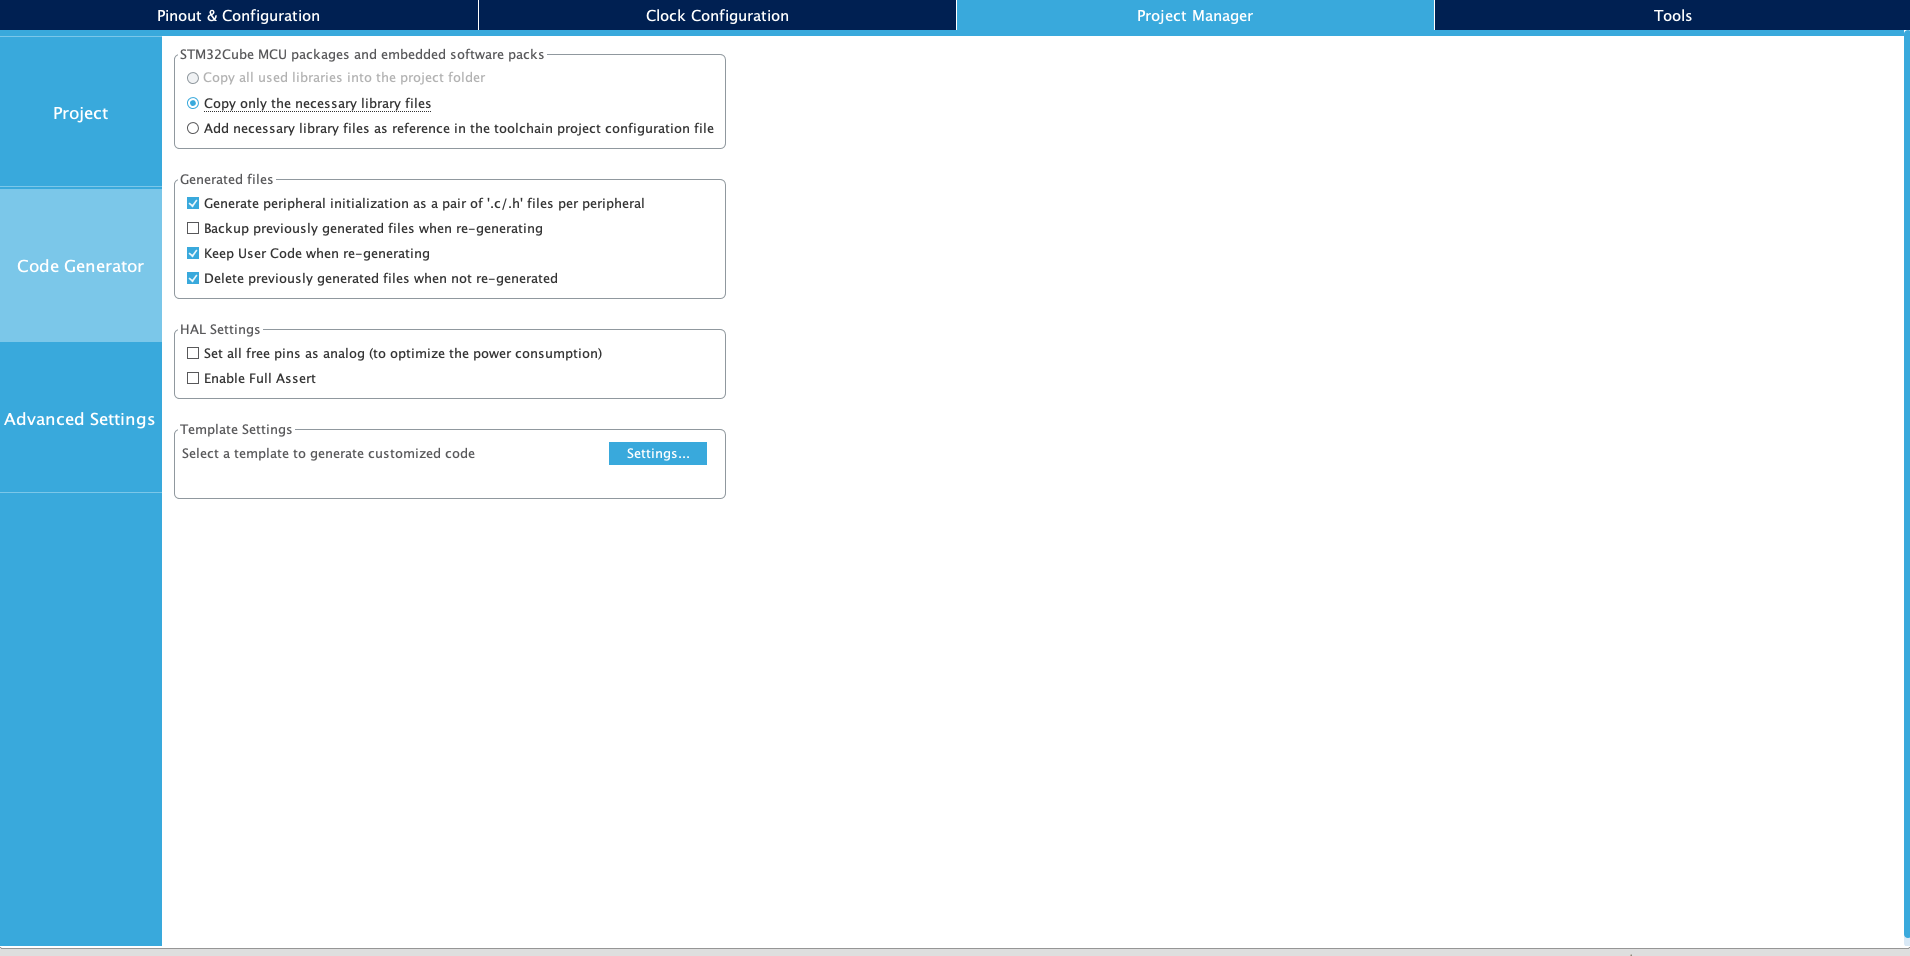 Pinout & Configuration
Clock Configuration
Project Manager
Tools
Project
Code Generator
Advanced Settings
STM32Cube MCU packages and embedded software packs
Copy all used libraries into the project folder
Copy only the necessary library files
Add necessary library files as reference in the toolchain project configuration file
Generated files
Generate peripheral initialization as a pair of '.c/.h' files per peripheral
Backup previously generated files when re-generating
Keep User Code when re-generating
Delete previously generated files when not re-generated
HAL Settings
Set all free pins as analog (to optimize the power consumption)
Enable Full Assert
Template Settings
Select a template to generate customized code
Settings...